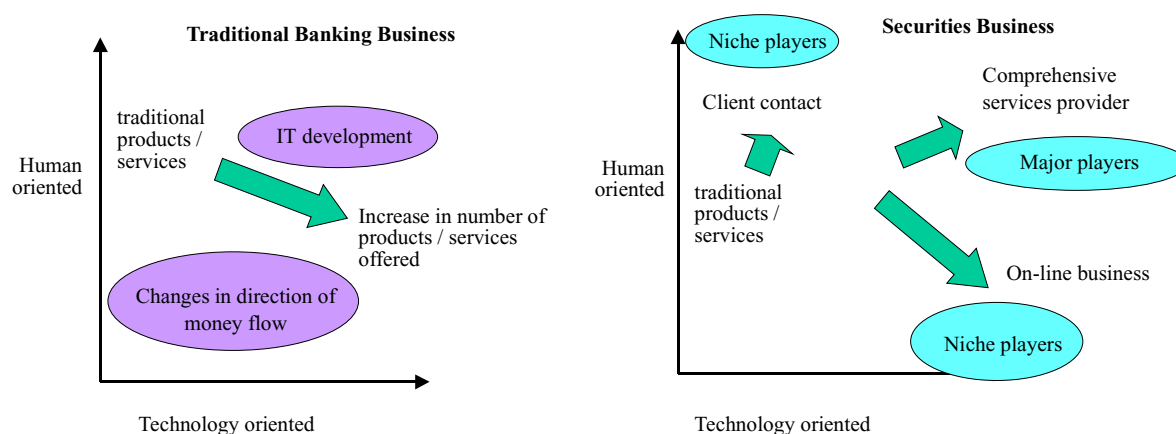 Traditional Banking Business
traditional
products /
services
IT development
Human
oriented
Increase in number of
products / services
offered
Changes in direction of
money flow
Technology oriented
Securities Business
Niche players
Client contact
Comprehensive
services provider
Major players
Human
oriented
traditional
products /
services
On-line business
Niche players
Technology oriented